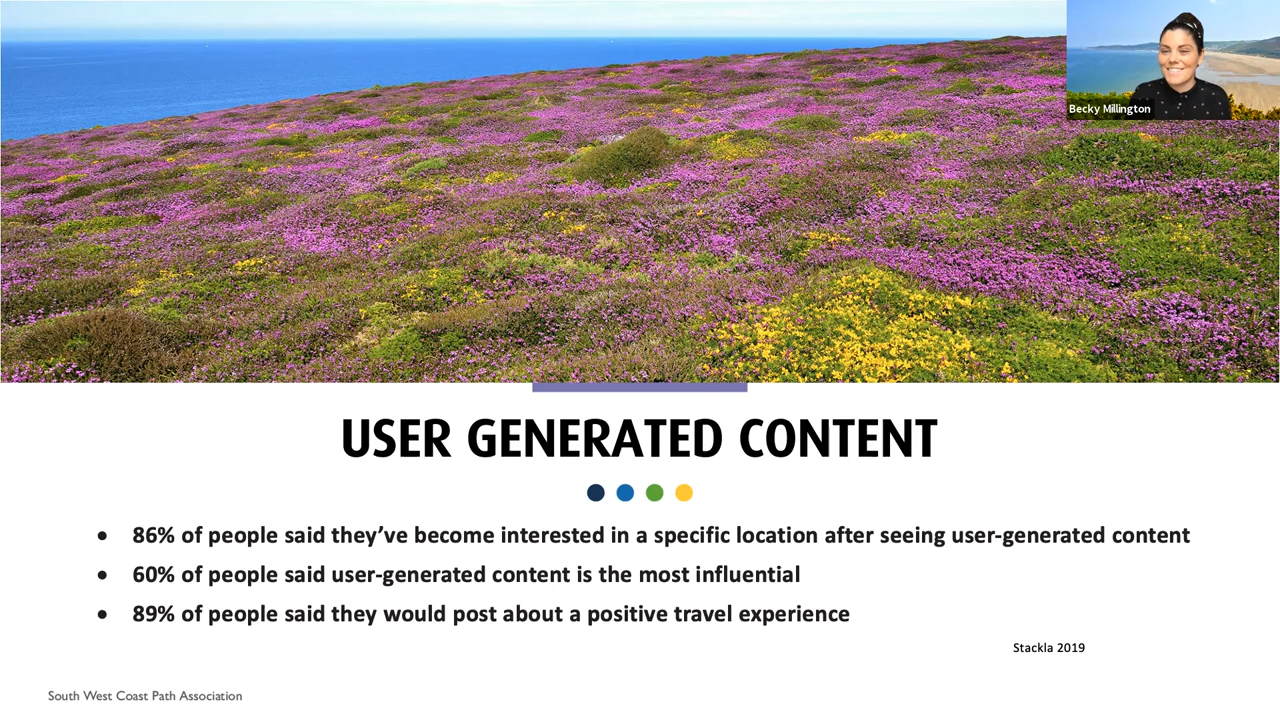 Becky Millington
USER GENERATED CONTENT
• 86% of people said they’ve become interested in a specific location after seeing user-generated content
• 60% of people said user-generated content is the most influential
• 89% of people said they would post about a positive travel experience
Stackla 2019
South West Coast Path Association